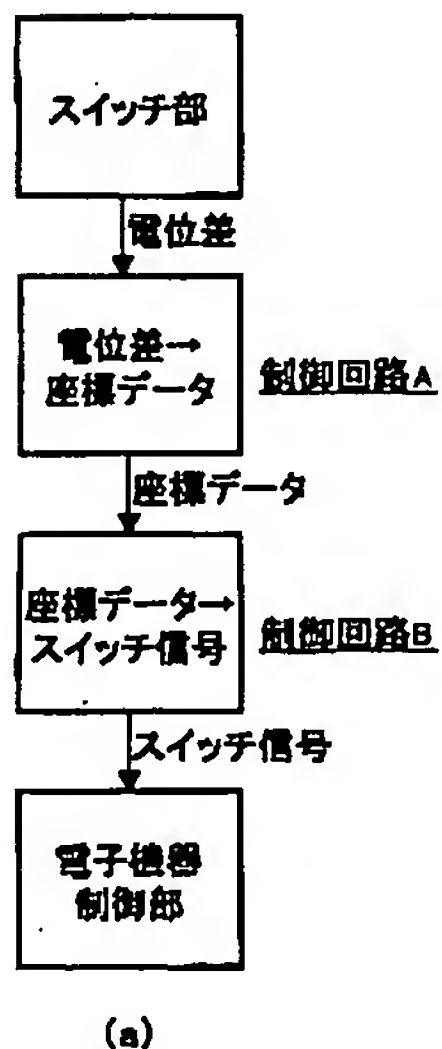 スイッチ部
電位差
電位差→
座標データ
制御回路A
座標データ
座標データ→
スイッチ信号
制御回路B
スイッチ信号
電子機器
制御部
(a)